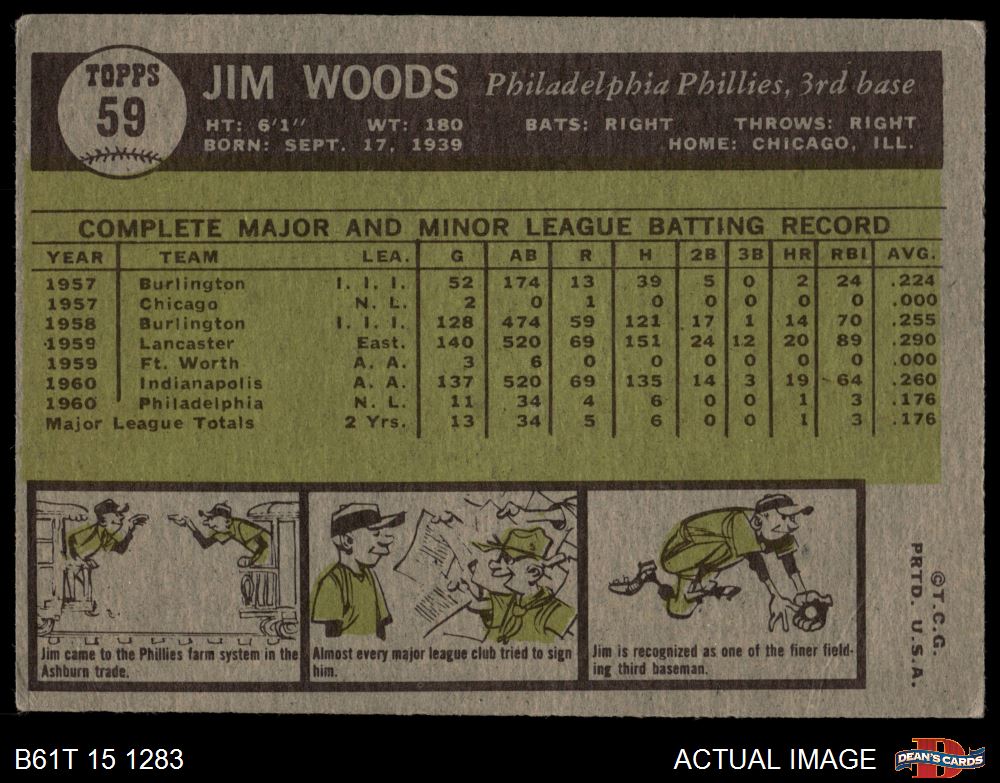 TOPPS
59
JIM WOODS Philadelphia Phillies, 3rd base
HT: 6'1" WT: 180 BATS: RIGHT THROWS: RIGHT
BORN: SEPT. 17, 1939 HOME: CHICAGO, ILL.
COMPLETE MAJOR AND MINOR LEAGUE BATTING RECORD
YEAR TEAM LEA. G AB R H 2B 3B HR RBI AVG.
1957 Burlington I. I. I. 52 174 13 39 5 0 2 24 .224
1957 Chicago N. L. 2 0 1 0 0 0 0 0 .000
1958 Burlington I. I. I. 128 474 59 121 17 1 14 70 .255
1959 Lancaster East. 140 520 69 151 24 12 20 89 .290
1959 Ft. Worth A. A. 3 6 0 0 0 0 0 0 .000
1960 Indianapolis A. A. 137 520 69 135 14 3 19 64 .260
1960 Philadelphia N. L. 11 34 4 6 0 0 1 3 .176
Major League Totals 2 Yrs. 13 34 5 6 0 0 1 3 .176
Jim came to the Phillies farm system in the
Ashburn trade.
Almost every major league club tried to sign
him.
Jim is recognized as one of the finer field-
ing third baseman.
©T.C.G.
PRTD. U.S.A.
B61T 15 1283
ACTUAL IMAGE
D
DEAN'S CARDS